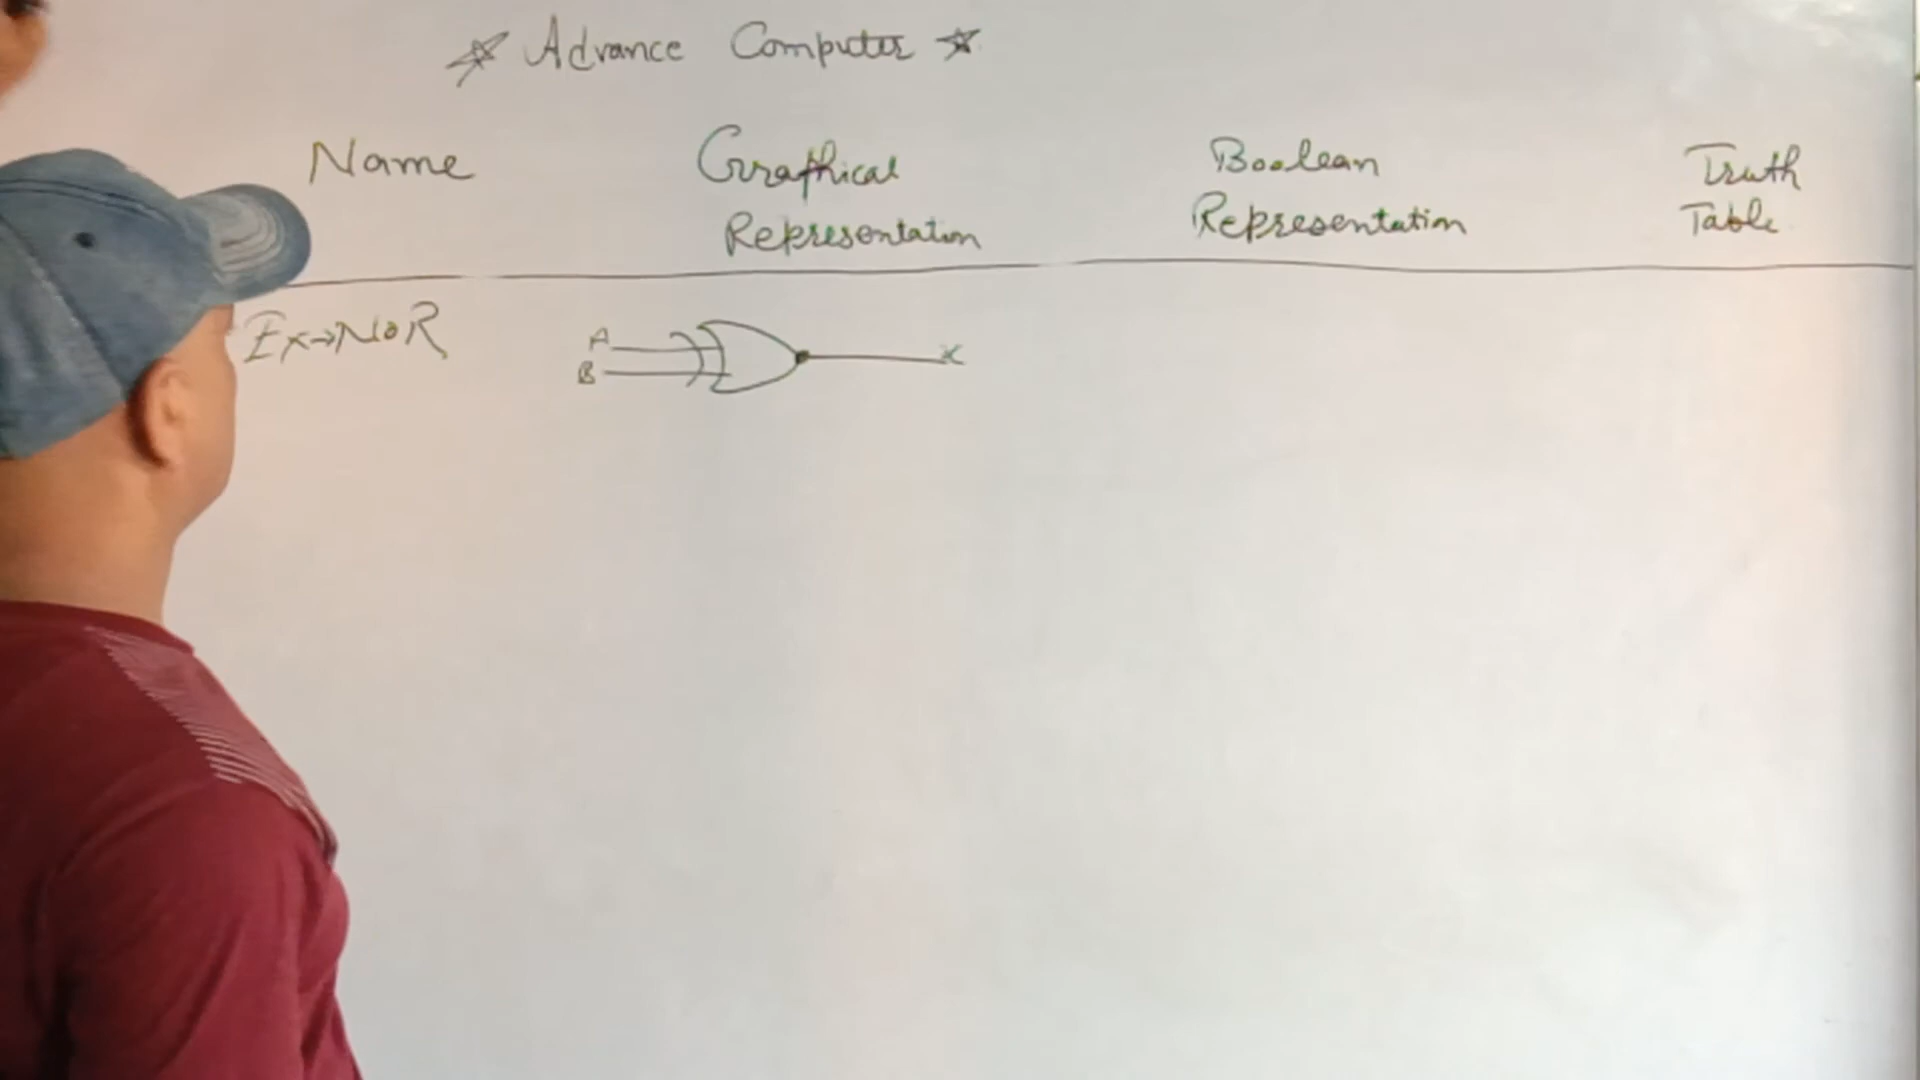 ☆ Advance Computer ☆
Name Graphical Representation Boolean Representation Truth Table
Ex→NOR A B X